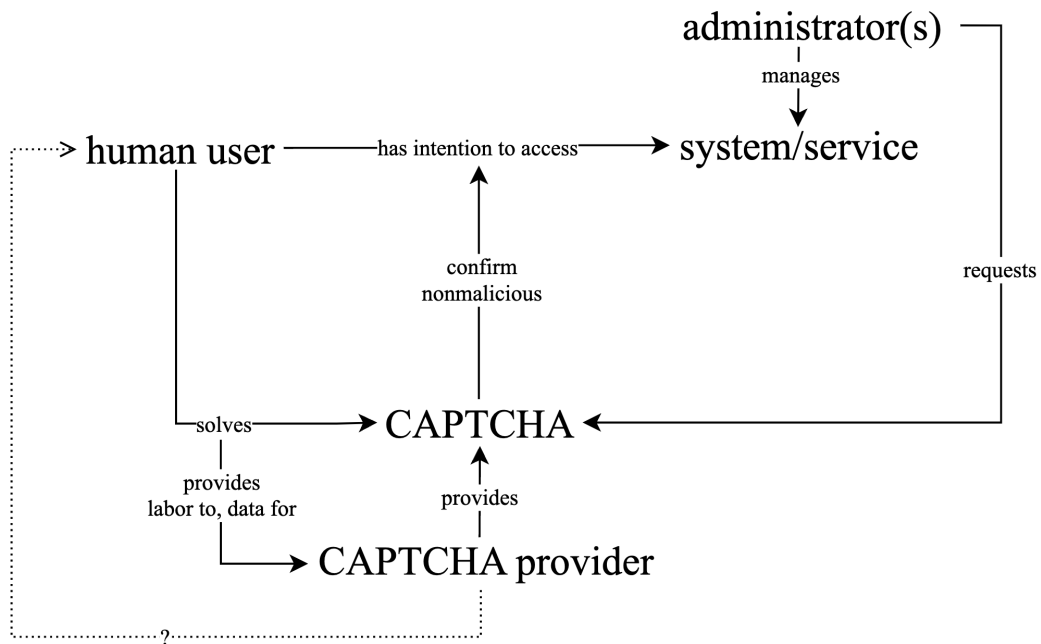 administrator(s)
manages
human user
has intention to access
system/service
confirm
nonmalicious
requests
solves
CAPTCHA
provides
labor to, data for
provides
CAPTCHA provider
?